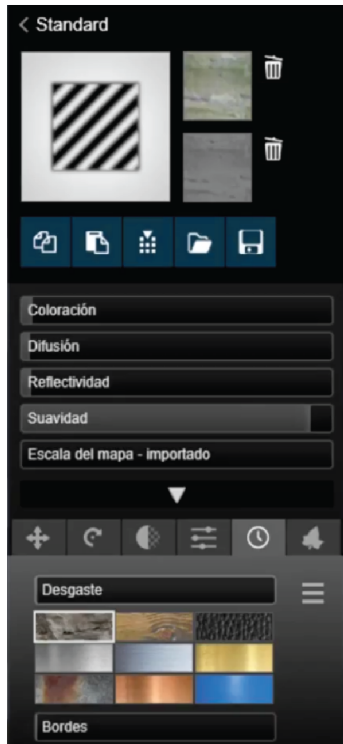 Standard
Coloración
Difusión
Reflectividad
Suavidad
Escala del mapa - importado
Desgaste
Bordes